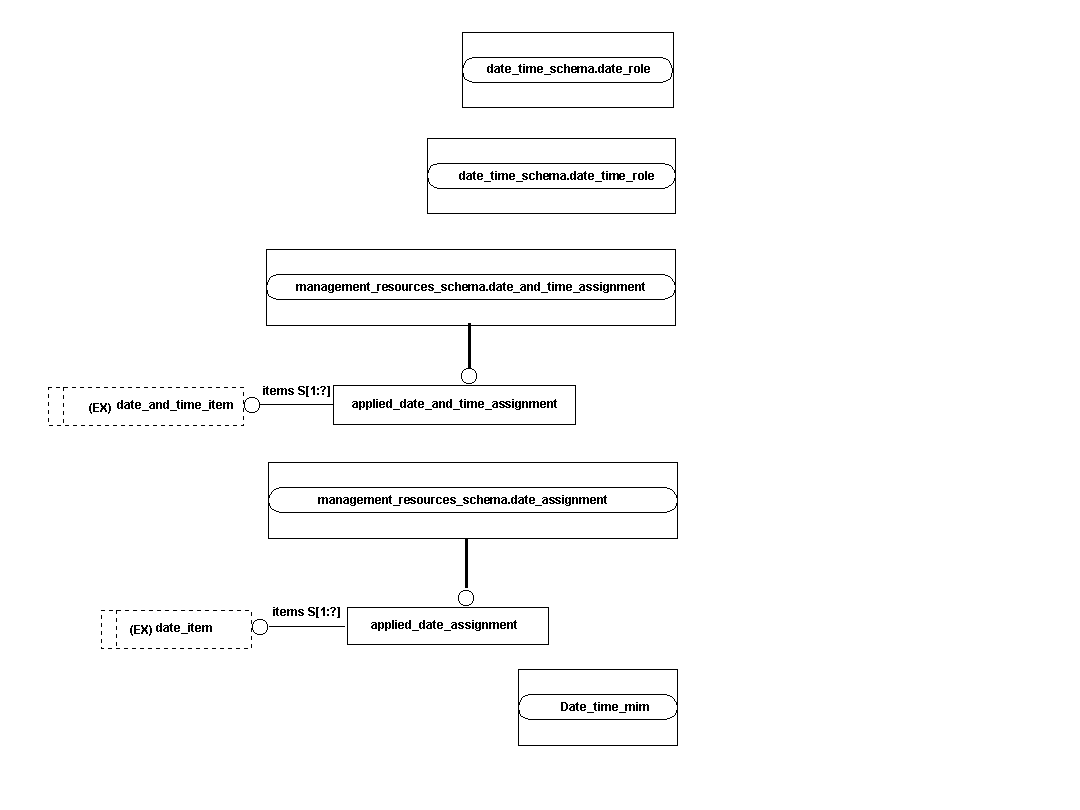 date_time_schema.date_role
date_time_schema.date_time_role
management_resources_schema.date_and_time_assignment
items S[1:?]
(EX) date_and_time_item
applied_date_and_time_assignment
management_resources_schema.date_assignment
items S[1:?]
(EX) date_item
applied_date_assignment
Date_time_mim